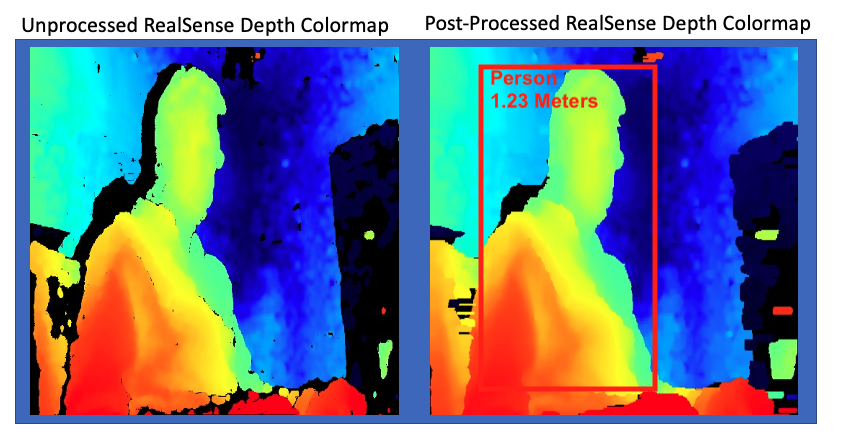 Unprocessed RealSense Depth Colormap
Post-Processed RealSense Depth Colormap
Person
1.23 Meters